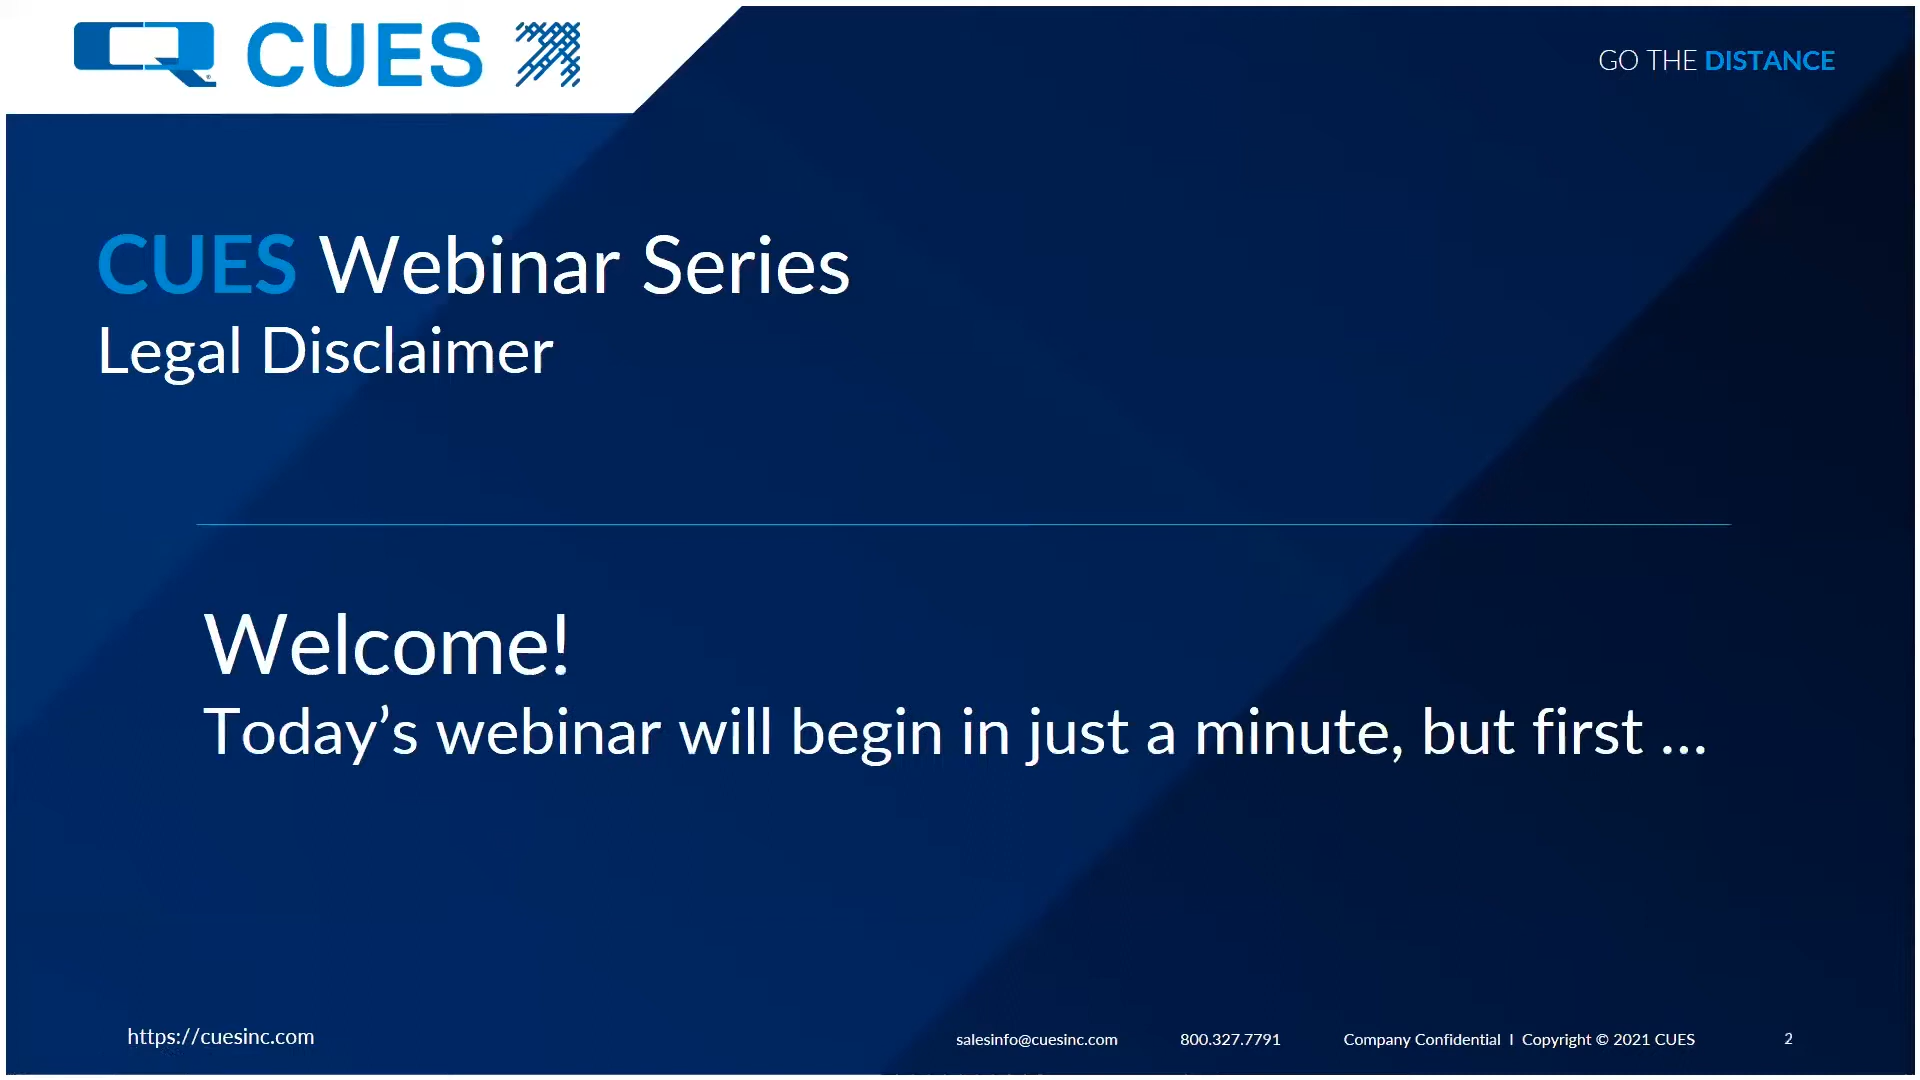 CUES
GO THE DISTANCE
CUES Webinar Series
Legal Disclaimer
Welcome!
Today’s webinar will begin in just a minute, but first ...
https://cuesinc.com
salesinfo@cuesinc.com
800.327.7791
Company Confidential I Copyright © 2021 CUES
2